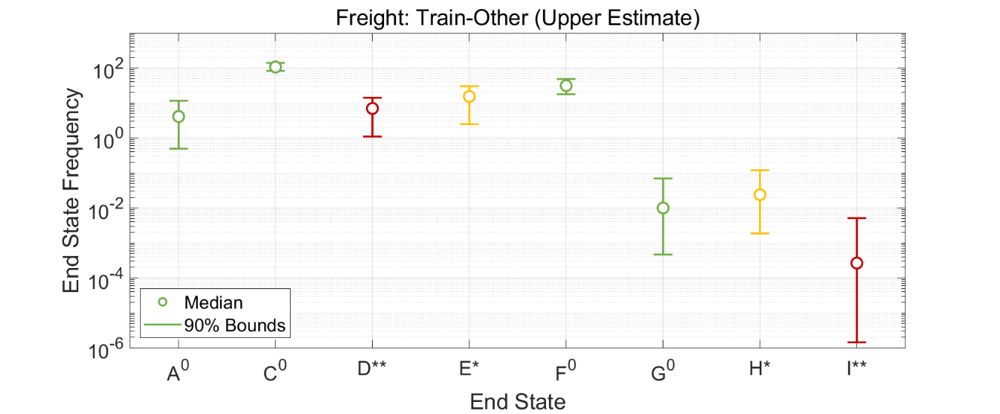 Freight: Train-Other (Upper Estimate)
End State Frequency
10^2
10^0
10^-2
10^-4
10^-6
Median
90% Bounds
A^0 C^0 D** E* F^0 G^0 H* I**
End State